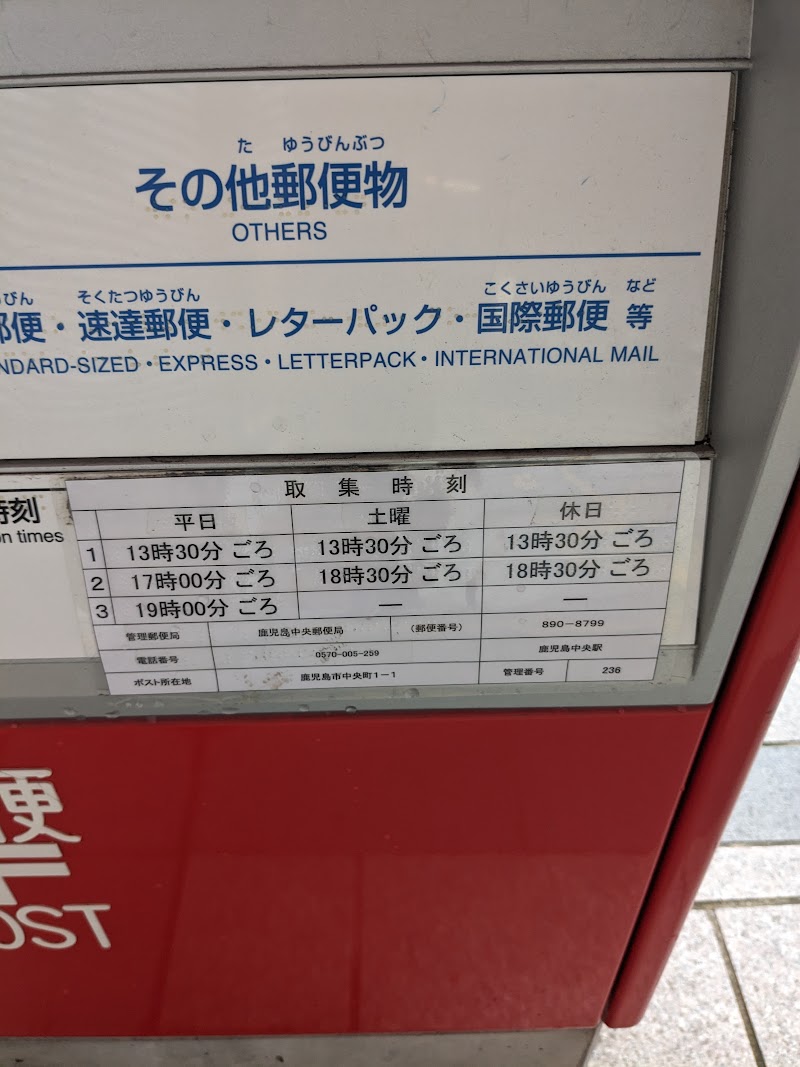 た ゆうびんぶつ
その他郵便物
OTHERS
びん そくたつゆうびん こくさいゆうびん など
郵便・速達郵便・レターパック・国際郵便 等
NDARD-SIZED・EXPRESS・LETTERPACK・INTERNATIONAL MAIL
時刻
on times
取集時刻
平日 土曜 休日
1 13時30分 ごろ 13時30分 ごろ 13時30分 ごろ
2 17時00分 ごろ 18時30分 ごろ 18時30分 ごろ
3 19時00分 ごろ — —
管理郵便局 鹿児島中央郵便局 (郵便番号) 890-8799
電話番号 0570-005-259 鹿児島中央駅
ポスト所在地 鹿児島市中央町1-1 管理番号 236
便
〒
OST